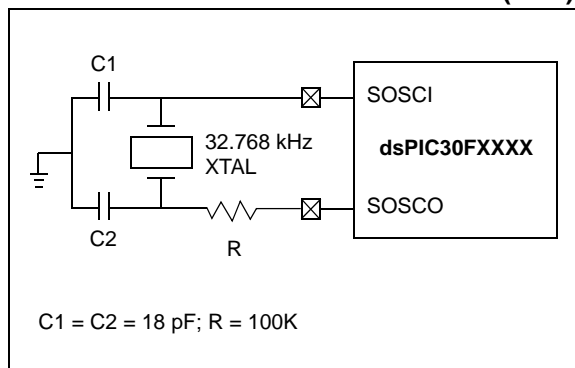 C1
SOSCI
32.768 kHz
XTAL
dsPIC30FXXXX
SOSCO
C2
R
C1 = C2 = 18 pF; R = 100K